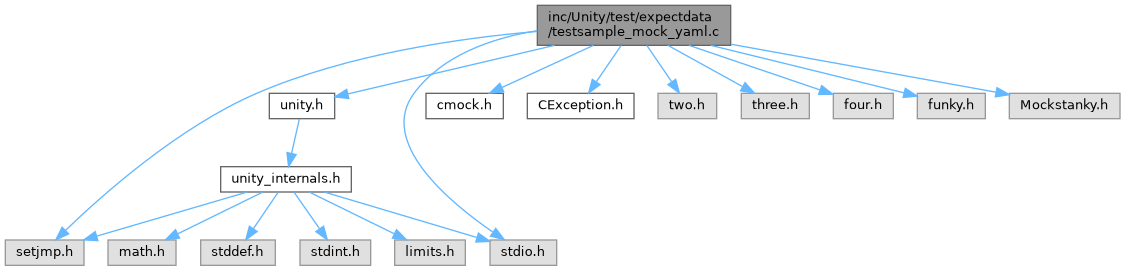 inc/Unity/test/expectdata
/testsample_mock_yaml.c
unity.h
cmock.h
CException.h
two.h
three.h
four.h
funky.h
Mockstanky.h
unity_internals.h
setjmp.h
math.h
stddef.h
stdint.h
limits.h
stdio.h